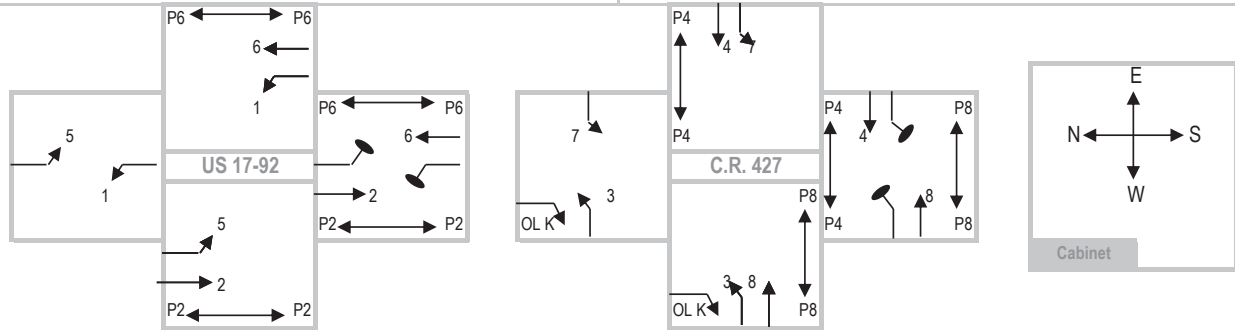 P6 P6
6
1
5
1
P6 P6
6
US 17-92
2
5
P2 P2
2
P2 P2
P4
4 7
P4
7
3
OL K
P4 P8
4
C.R. 427
P8
8
P4 P8
3 8
OL K
P8
E
N S
W
Cabinet